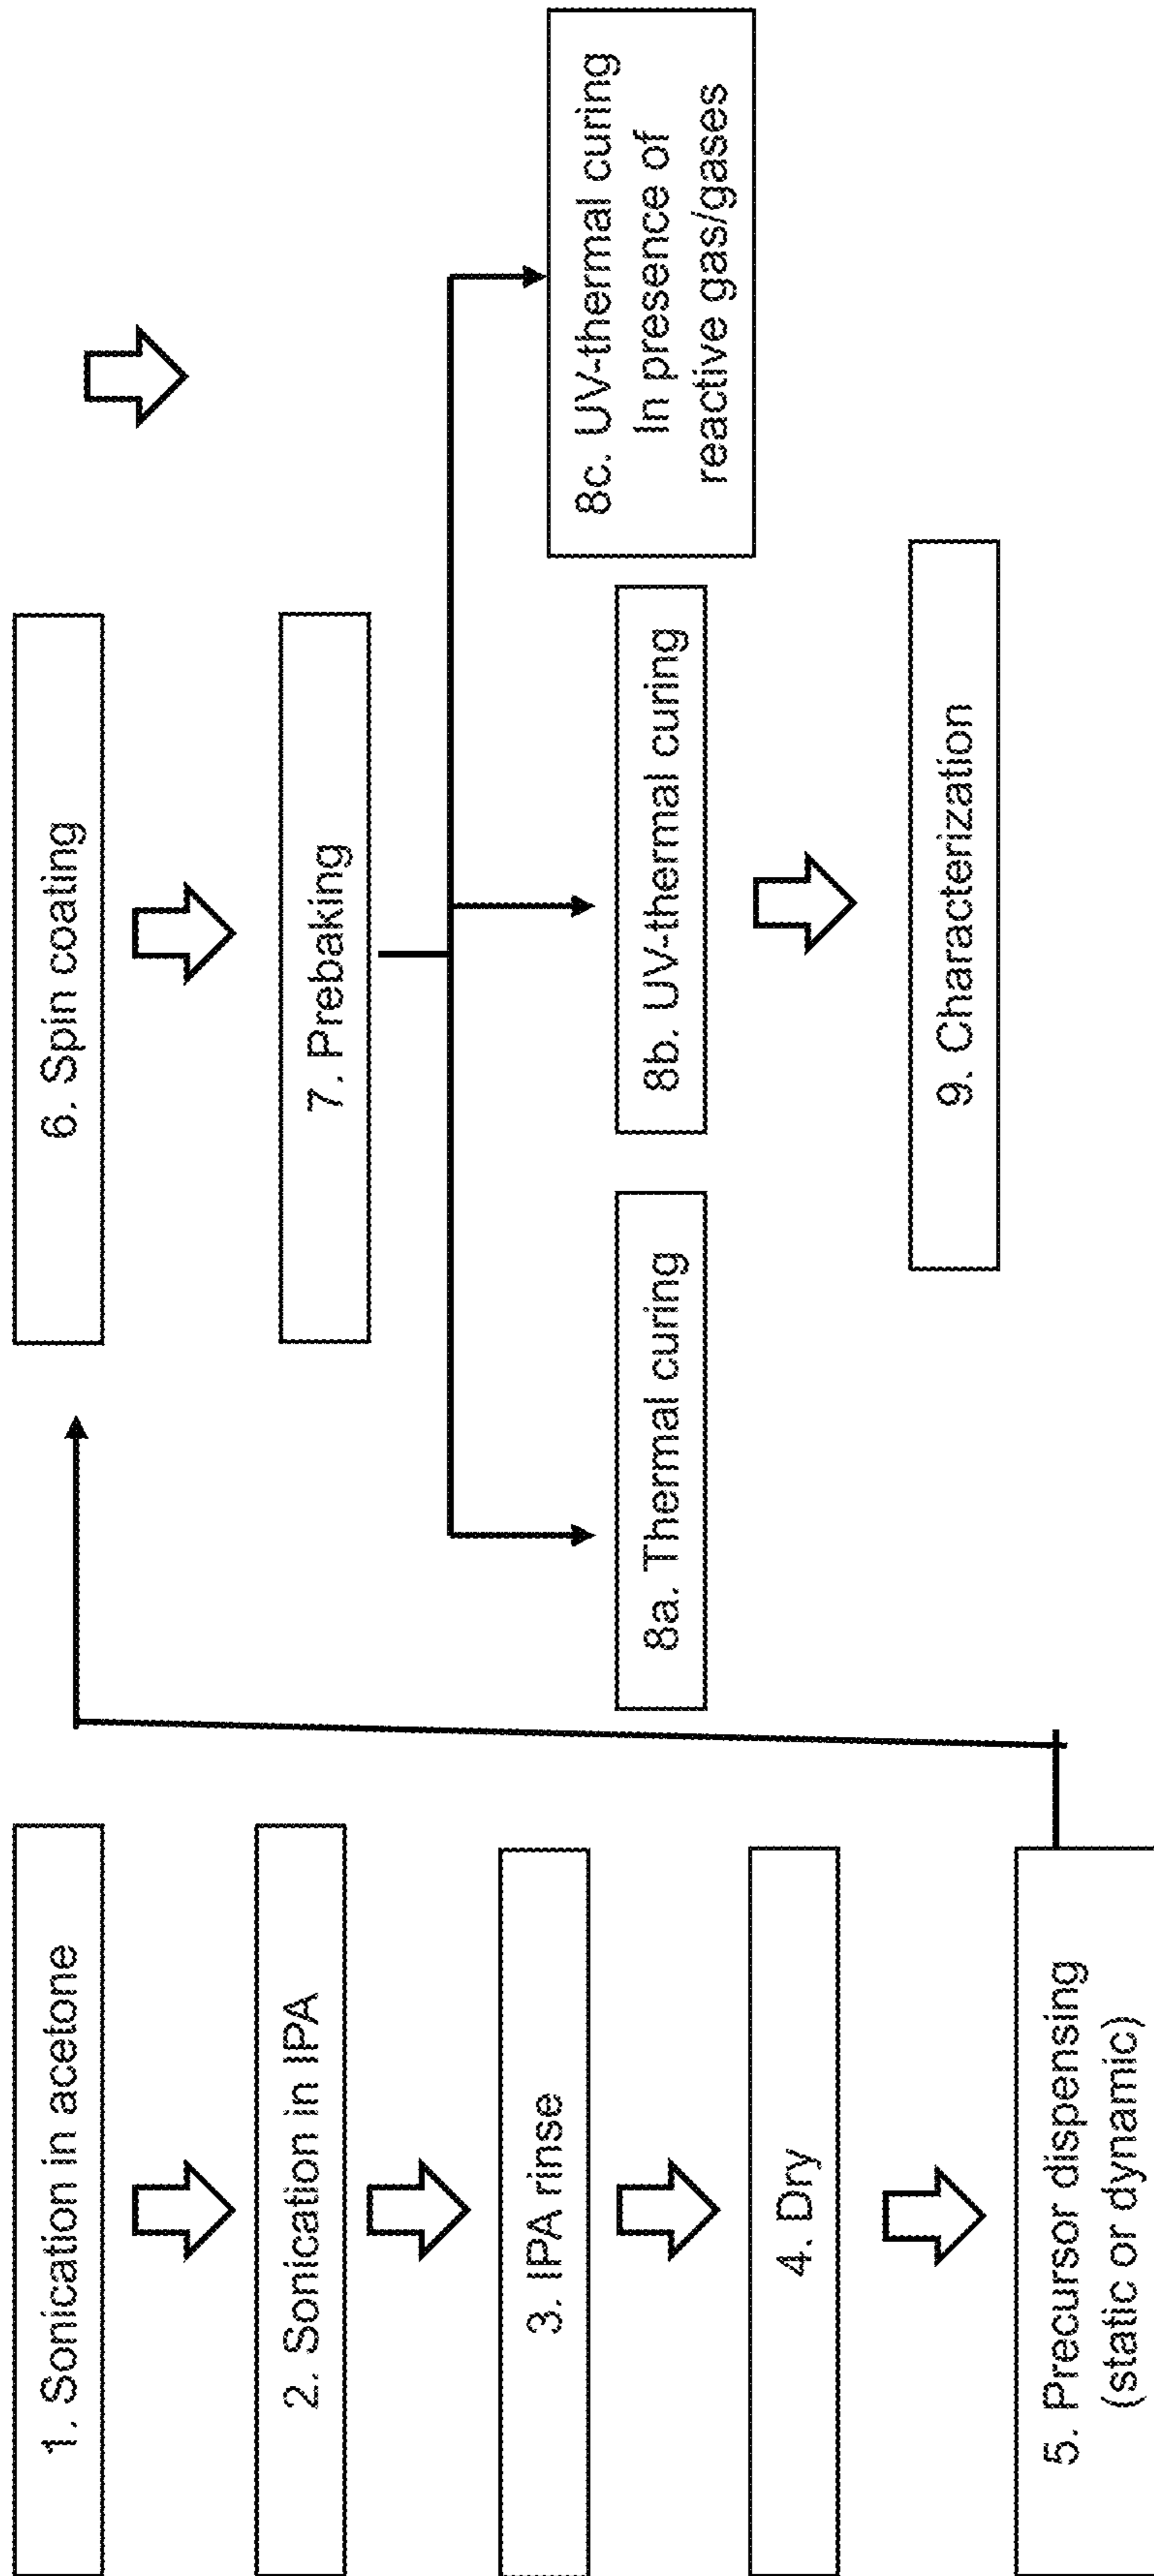 1. Sonication in acetone
2. Sonication in IPA
3. IPA rinse
4. Dry
5. Precursor dispensing
(static or dynamic)
6. Spin coating
7. Prebaking
8a. Thermal curing
8b. UV-thermal curing
8c. UV-thermal curing
In presence of
reactive gas/gases
9. Characterization